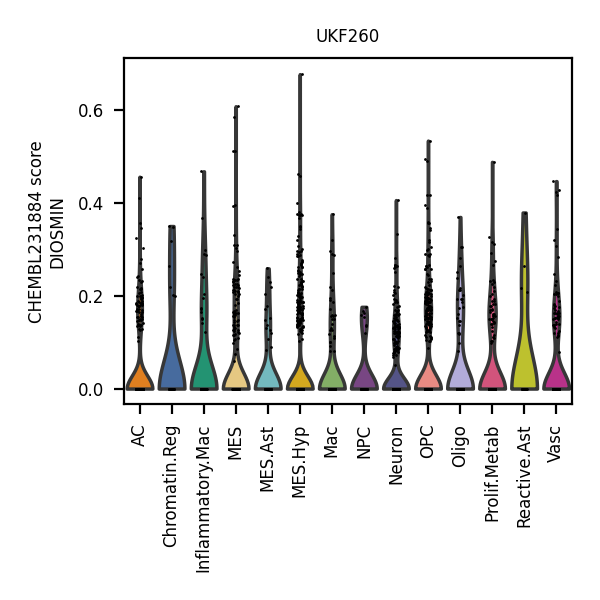 UKF260
CHEMBL231884 score
DIOSMIN
0.6
0.4
0.2
0.0
AC
Chromatin.Reg
Inflammatory.Mac
MES
MES.Ast
MES.Hyp
Mac
NPC
Neuron
OPC
Oligo
Prolif.Metab
Reactive.Ast
Vasc